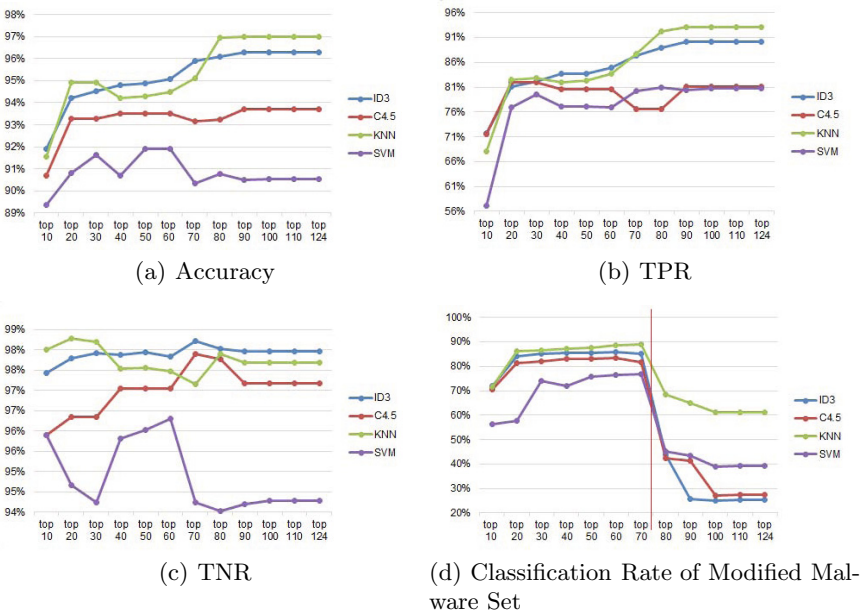 98%
97%
96%
95%
94%
93%
92%
91%
90%
89%
top 10 top 20 top 30 top 40 top 50 top 60 top 70 top 80 top 90 top 100 top 110 top 124
ID3
C4.5
KNN
SVM
(a) Accuracy
96%
91%
86%
81%
76%
71%
66%
61%
56%
top 10 top 20 top 30 top 40 top 50 top 60 top 70 top 80 top 90 top 100 top 110 top 124
ID3
C4.5
KNN
SVM
(b) TPR
99%
98%
98%
97%
97%
96%
96%
95%
95%
94%
top 10 top 20 top 30 top 40 top 50 top 60 top 70 top 80 top 90 top 100 top 110 top 124
ID3
C4.5
KNN
SVM
(c) TNR
100%
90%
80%
70%
60%
50%
40%
30%
20%
top 10 top 20 top 30 top 40 top 50 top 60 top 70 top 80 top 90 top 100 top 110 top 124
ID3
C4.5
KNN
SVM
(d) Classification Rate of Modified Mal-
ware Set